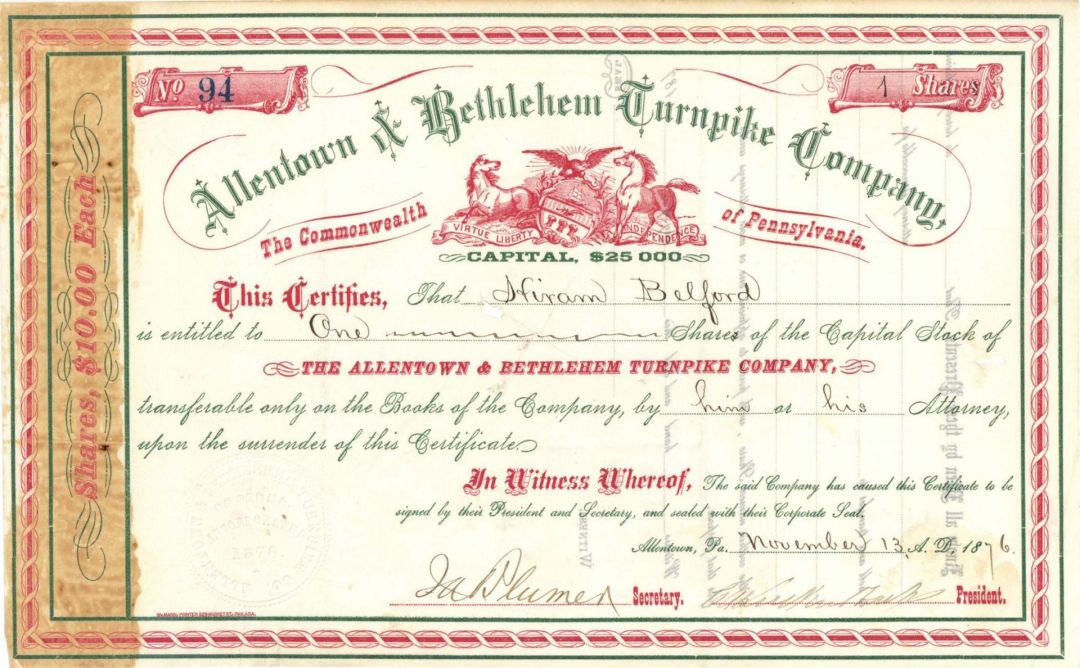 No 94
1 Shares
Allentown & Bethlehem Turnpike Company,
The Commonwealth of Pennsylvania.
VIRTUE LIBERTY INDEPENDENCE
CAPITAL, $25 000
This Certifies, That Hiram Belford
is entitled to One Shares of the Capital Stock of
THE ALLENTOWN & BETHLEHEM TURNPIKE COMPANY,
transferable only on the Books of the Company, by him or his Attorney,
upon the surrender of this Certificate
In Witness Whereof, The said Company has caused this Certificate to be
signed by their President and Secretary, and sealed with their Corporate Seal.
Allentown, Pa. November 13, A. D. 1876.
Secretary. President.
Shares, $10.00 Each
1876.